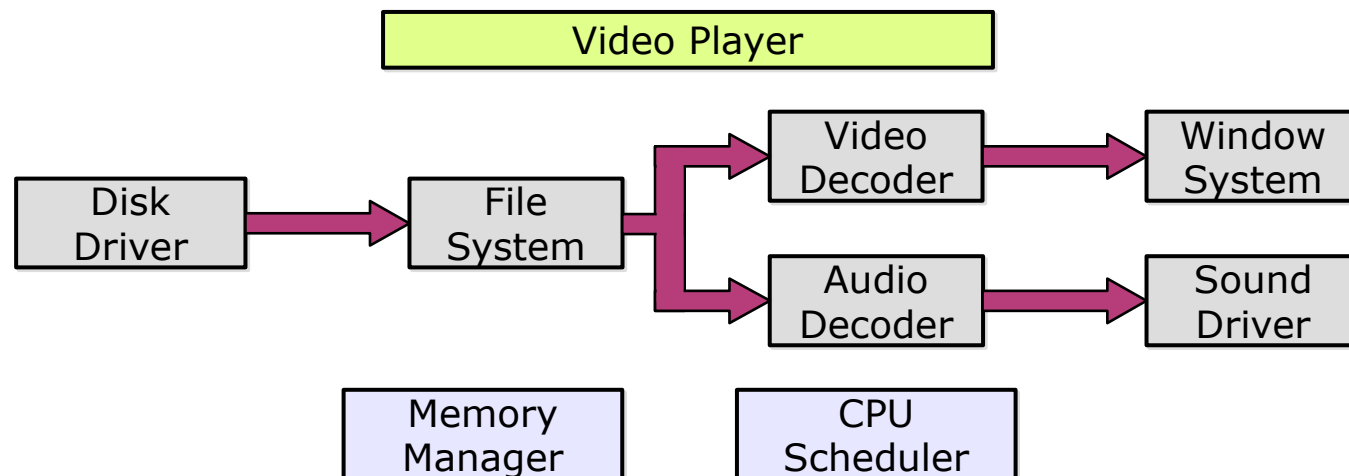 Video Player
Video
Decoder
Window
System
Disk
Driver
File
System
Audio
Decoder
Sound
Driver
Memory
Manager
CPU
Scheduler